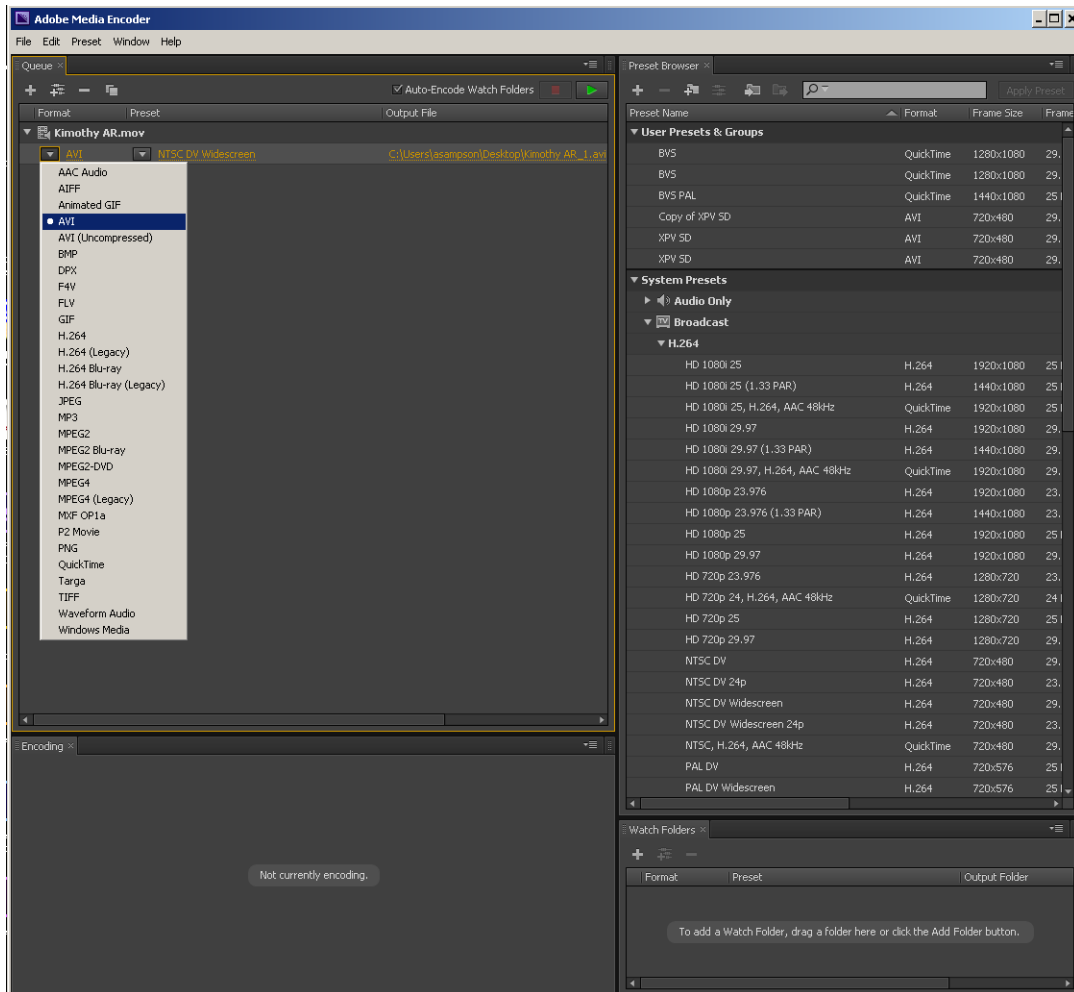 Adobe Media Encoder
File Edit Preset Window Help
Queue
Auto-Encode Watch Folders
Format Preset Output File
Kimothy AR.mov
AVI NTSC DV Widescreen C:\Users\asampson\Desktop\Kimothy AR_1.avi
AAC Audio
AIFF
Animated GIF
AVI
AVI (Uncompressed)
BMP
DPX
F4V
FLV
GIF
H.264
H.264 (Legacy)
H.264 Blu-ray
H.264 Blu-ray (Legacy)
JPEG
MP3
MPEG2
MPEG2 Blu-ray
MPEG2-DVD
MPEG4
MPEG4 (Legacy)
MXF OP1a
P2 Movie
PNG
QuickTime
Targa
TIFF
Waveform Audio
Windows Media
Encoding
Not currently encoding.
Preset Browser
Apply Preset
Preset Name Format Frame Size Frame
User Presets & Groups
BVS QuickTime 1280x1080 29.
BVS QuickTime 1280x1080 29.
BVS PAL QuickTime 1440x1080 25
Copy of XPV SD AVI 720x480 29.
XPV SD AVI 720x480 29.
XPV SD AVI 720x480 29.
System Presets
Audio Only
TV Broadcast
H.264
HD 1080i 25 H.264 1920x1080 25
HD 1080i 25 (1.33 PAR) H.264 1440x1080 25
HD 1080i 25, H.264, AAC 48kHz QuickTime 1920x1080 25
HD 1080i 29.97 H.264 1920x1080 29.
HD 1080i 29.97 (1.33 PAR) H.264 1440x1080 29.
HD 1080i 29.97, H.264, AAC 48kHz QuickTime 1920x1080 29.
HD 1080p 23.976 H.264 1920x1080 23.
HD 1080p 23.976 (1.33 PAR) H.264 1440x1080 23.
HD 1080p 25 H.264 1920x1080 25
HD 1080p 29.97 H.264 1920x1080 29.
HD 720p 23.976 H.264 1280x720 23.
HD 720p 24, H.264, AAC 48kHz QuickTime 1280x720 24
HD 720p 25 H.264 1280x720 25
HD 720p 29.97 H.264 1280x720 29.
NTSC DV H.264 720x480 29.
NTSC DV 24p H.264 720x480 23.
NTSC DV Widescreen H.264 720x480 29.
NTSC DV Widescreen 24p H.264 720x480 23.
NTSC, H.264, AAC 48kHz QuickTime 720x480 29.
PAL DV H.264 720x576 25
PAL DV Widescreen H.264 720x576 25
Watch Folders
Format Preset Output Folder
To add a Watch Folder, drag a folder here or click the Add Folder button.